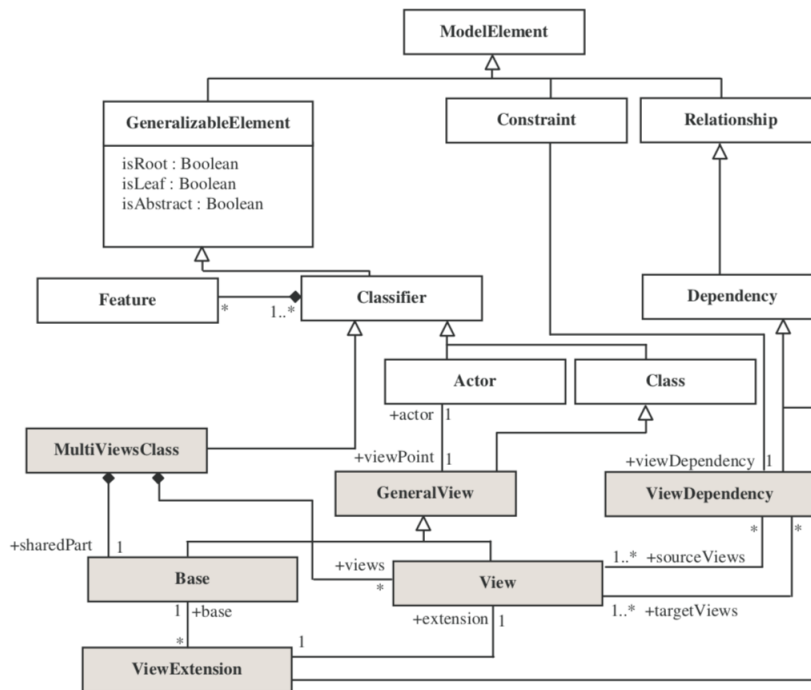 ModelElement
GeneralizableElement
Constraint
Relationship
isRoot : Boolean
isLeaf : Boolean
isAbstract : Boolean
Feature
*
1..*
Classifier
Dependency
Actor
Class
+actor 1
MultiViewsClass
+viewPoint 1
+viewDependency 1
GeneralView
ViewDependency
* *
+sharedPart 1
1..* +sourceViews
+views
*
Base
View
1 +base
+extension 1
1..* +targetViews
*
1
ViewExtension